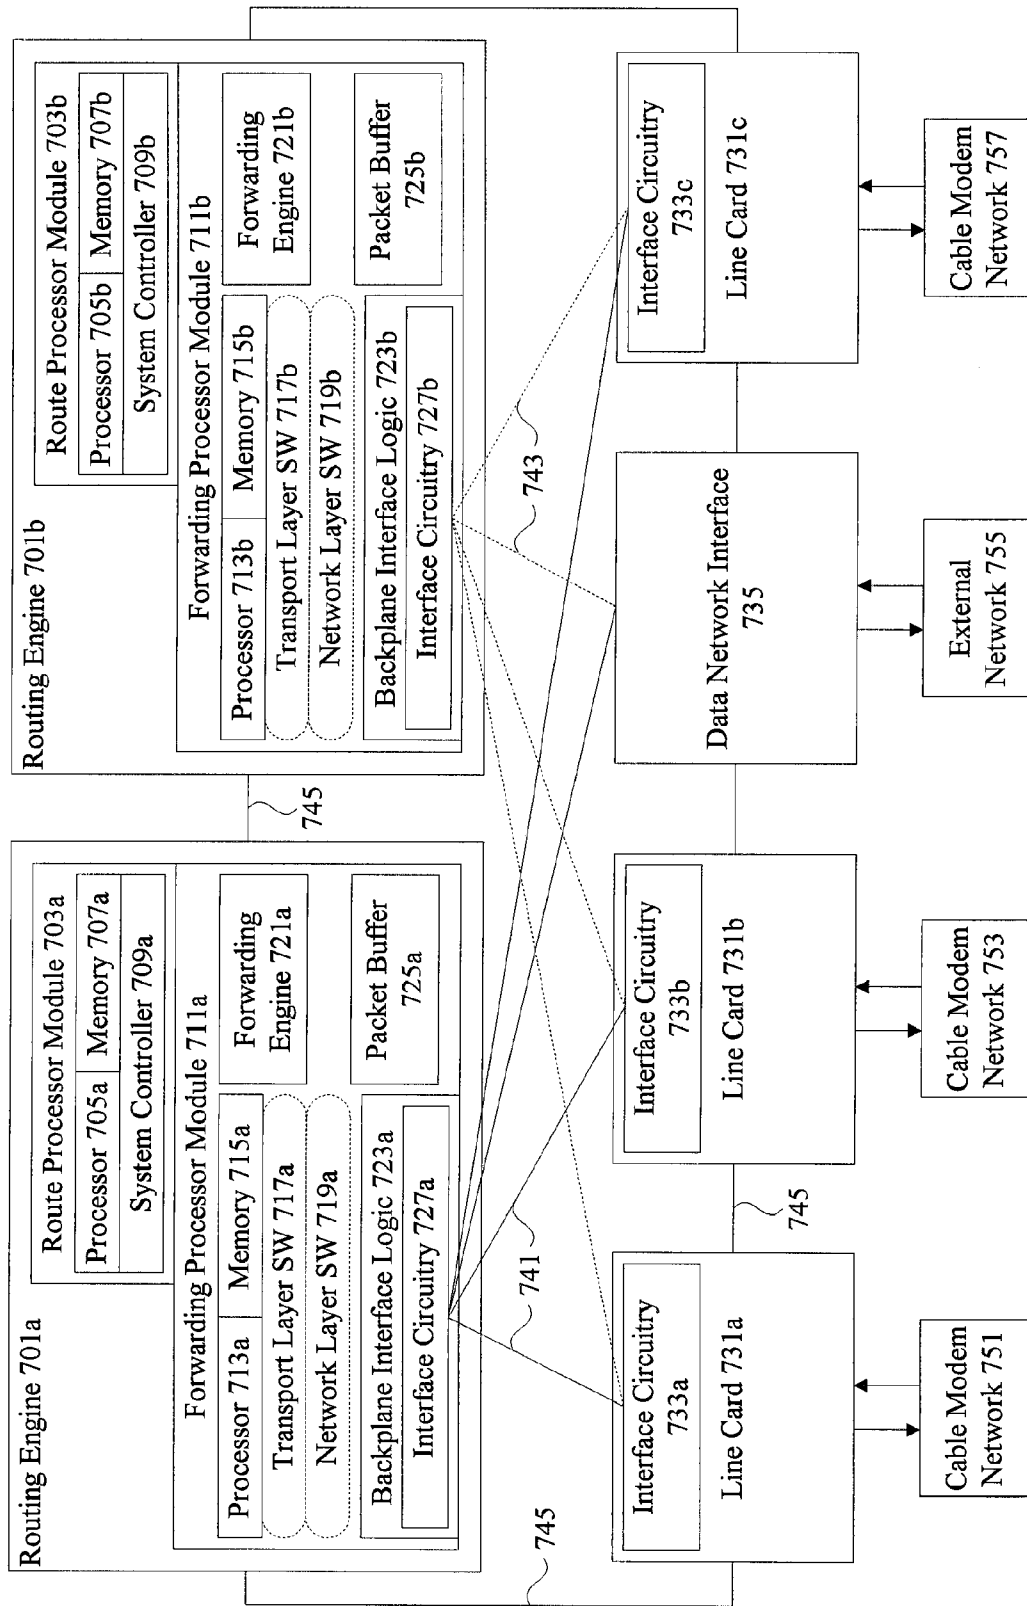 Routing Engine 701a
Route Processor Module 703a
Processor 705a
Memory 707a
System Controller 709a
Forwarding Processor Module 711a
Processor 713a
Memory 715a
Transport Layer SW 717a
Network Layer SW 719a
Forwarding
Engine 721a
Backplane Interface Logic 723a
Interface Circuitry 727a
Packet Buffer
725a
745
Routing Engine 701b
Route Processor Module 703b
Processor 705b
Memory 707b
System Controller 709b
Forwarding Processor Module 711b
Processor 713b
Memory 715b
Transport Layer SW 717b
Network Layer SW 719b
Forwarding
Engine 721b
Backplane Interface Logic 723b
Interface Circuitry 727b
Packet Buffer
725b
745
741
743
Interface Circuitry
733a
Line Card 731a
745
Interface Circuitry
733b
Line Card 731b
Data Network Interface
735
Interface Circuitry
733c
Line Card 731c
Cable Modem
Network 751
Cable Modem
Network 753
External
Network 755
Cable Modem
Network 757